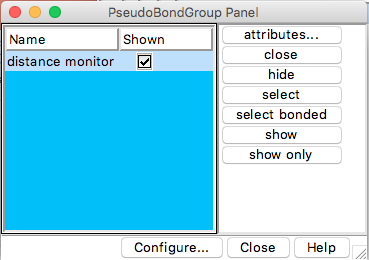 PseudoBondGroup Panel
Name Shown
distance monitor
attributes...
close
hide
select
select bonded
show
show only
Configure... Close Help